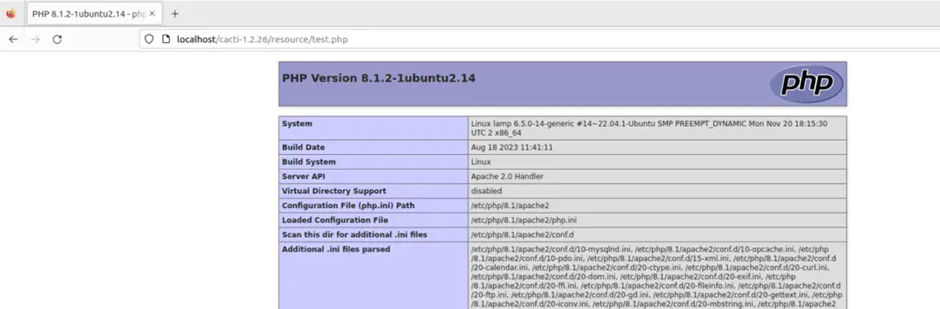 PHP 8.1.2-1ubuntu2.14 - php
localhost/cacti-1.2.26/resource/test.php
PHP Version 8.1.2-1ubuntu2.14
php
System
Linux lamp 6.5.0-14-generic #14~22.04.1-Ubuntu SMP PREEMPT_DYNAMIC Mon Nov 20 18:15:30
UTC 2 x86_64
Build Date
Aug 18 2023 11:41:11
Build System
Linux
Server API
Apache 2.0 Handler
Virtual Directory Support
disabled
Configuration File (php.ini) Path
/etc/php/8.1/apache2
Loaded Configuration File
/etc/php/8.1/apache2/php.ini
Scan this dir for additional .ini files
/etc/php/8.1/apache2/conf.d
Additional .ini files parsed
/etc/php/8.1/apache2/conf.d/10-mysqlnd.ini, /etc/php/8.1/apache2/conf.d/10-opcache.ini, /etc/php
/8.1/apache2/conf.d/10-pdo.ini, /etc/php/8.1/apache2/conf.d/15-xml.ini, /etc/php/8.1/apache2/conf.d
/20-calendar.ini, /etc/php/8.1/apache2/conf.d/20-ctype.ini, /etc/php/8.1/apache2/conf.d/20-curl.ini,
/etc/php/8.1/apache2/conf.d/20-dom.ini, /etc/php/8.1/apache2/conf.d/20-exif.ini, /etc/php
/8.1/apache2/conf.d/20-ffi.ini, /etc/php/8.1/apache2/conf.d/20-fileinfo.ini, /etc/php/8.1/apache2/conf.d
/20-ftp.ini, /etc/php/8.1/apache2/conf.d/20-gd.ini, /etc/php/8.1/apache2/conf.d/20-gettext.ini, /etc/php
/8.1/apache2/conf.d/20-iconv.ini, /etc/php/8.1/apache2/conf.d/20-mbstring.ini, /etc/php/8.1/apache2